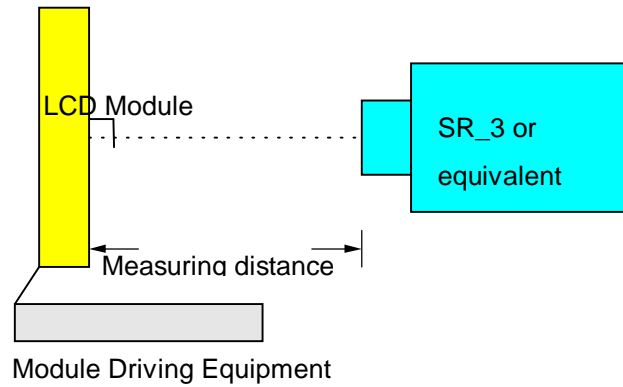 LCD Module
SR_3 or
equivalent
Measuring distance
Module Driving Equipment